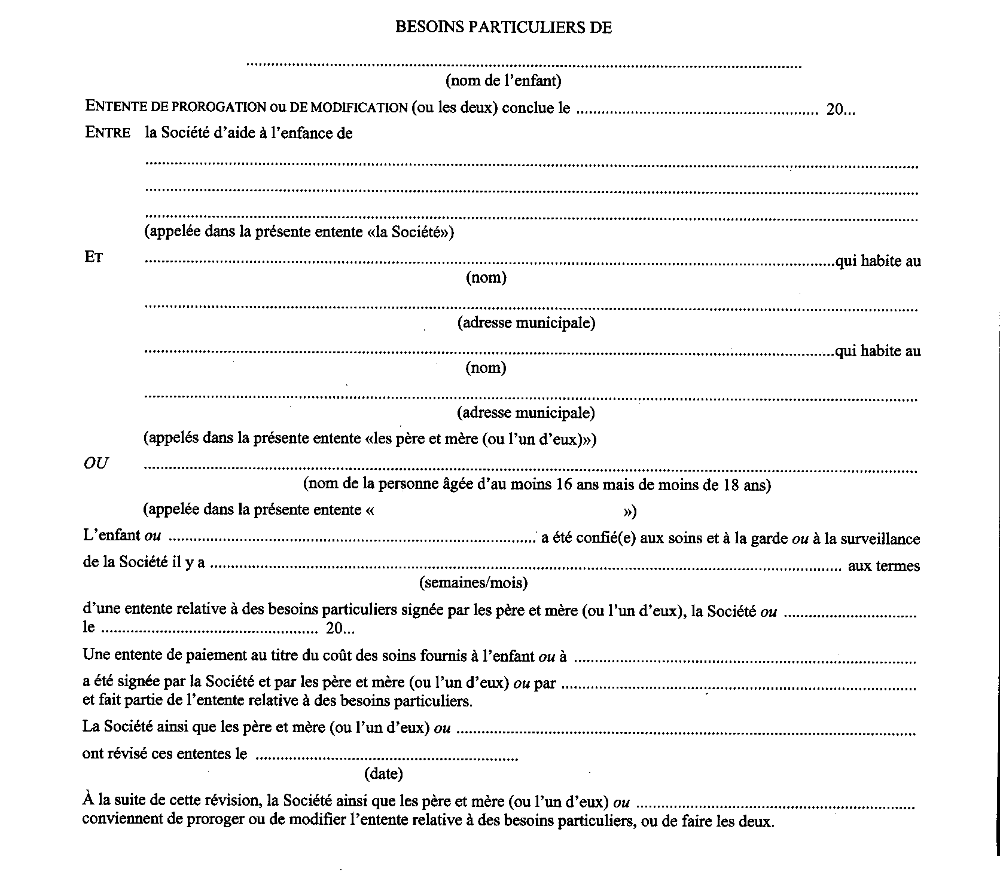 BESOINS PARTICULIERS DE
........................................................................
(nom de l'enfant)
ENTENTE DE PROROGATION ou DE MODIFICATION (ou les deux) conclue le ........................................ 20...
ENTRE la Société d'aide à l'enfance de
........................................................................
........................................................................
........................................................................
(appelée dans la présente entente «la Société»)
ET ........................................................................qui habite au
(nom)
........................................................................
(adresse municipale)
........................................................................qui habite au
(nom)
........................................................................
(adresse municipale)
(appelés dans la présente entente «les père et mère (ou l'un d'eux)»)
OU ........................................................................
(nom de la personne âgée d'au moins 16 ans mais de moins de 18 ans)
(appelée dans la présente entente « »)
L'enfant ou ........................................ a été confié(e) aux soins et à la garde ou à la surveillance
de la Société il y a ........................................................................ aux termes
(semaines/mois)
d'une entente relative à des besoins particuliers signée par les père et mère (ou l'un d'eux), la Société ou ....................
le ........................................ 20...
Une entente de paiement au titre du coût des soins fournis à l'enfant ou à ........................................
a été signée par la Société et par les père et mère (ou l'un d'eux) ou par ........................................
et fait partie de l'entente relative à des besoins particuliers.
La Société ainsi que les père et mère (ou l'un d'eux) ou ........................................
ont révisé ces ententes le ........................................
(date)
À la suite de cette révision, la Société ainsi que les père et mère (ou l'un d'eux) ou ........................................
conviennent de proroger ou de modifier l'entente relative à des besoins particuliers, ou de faire les deux.